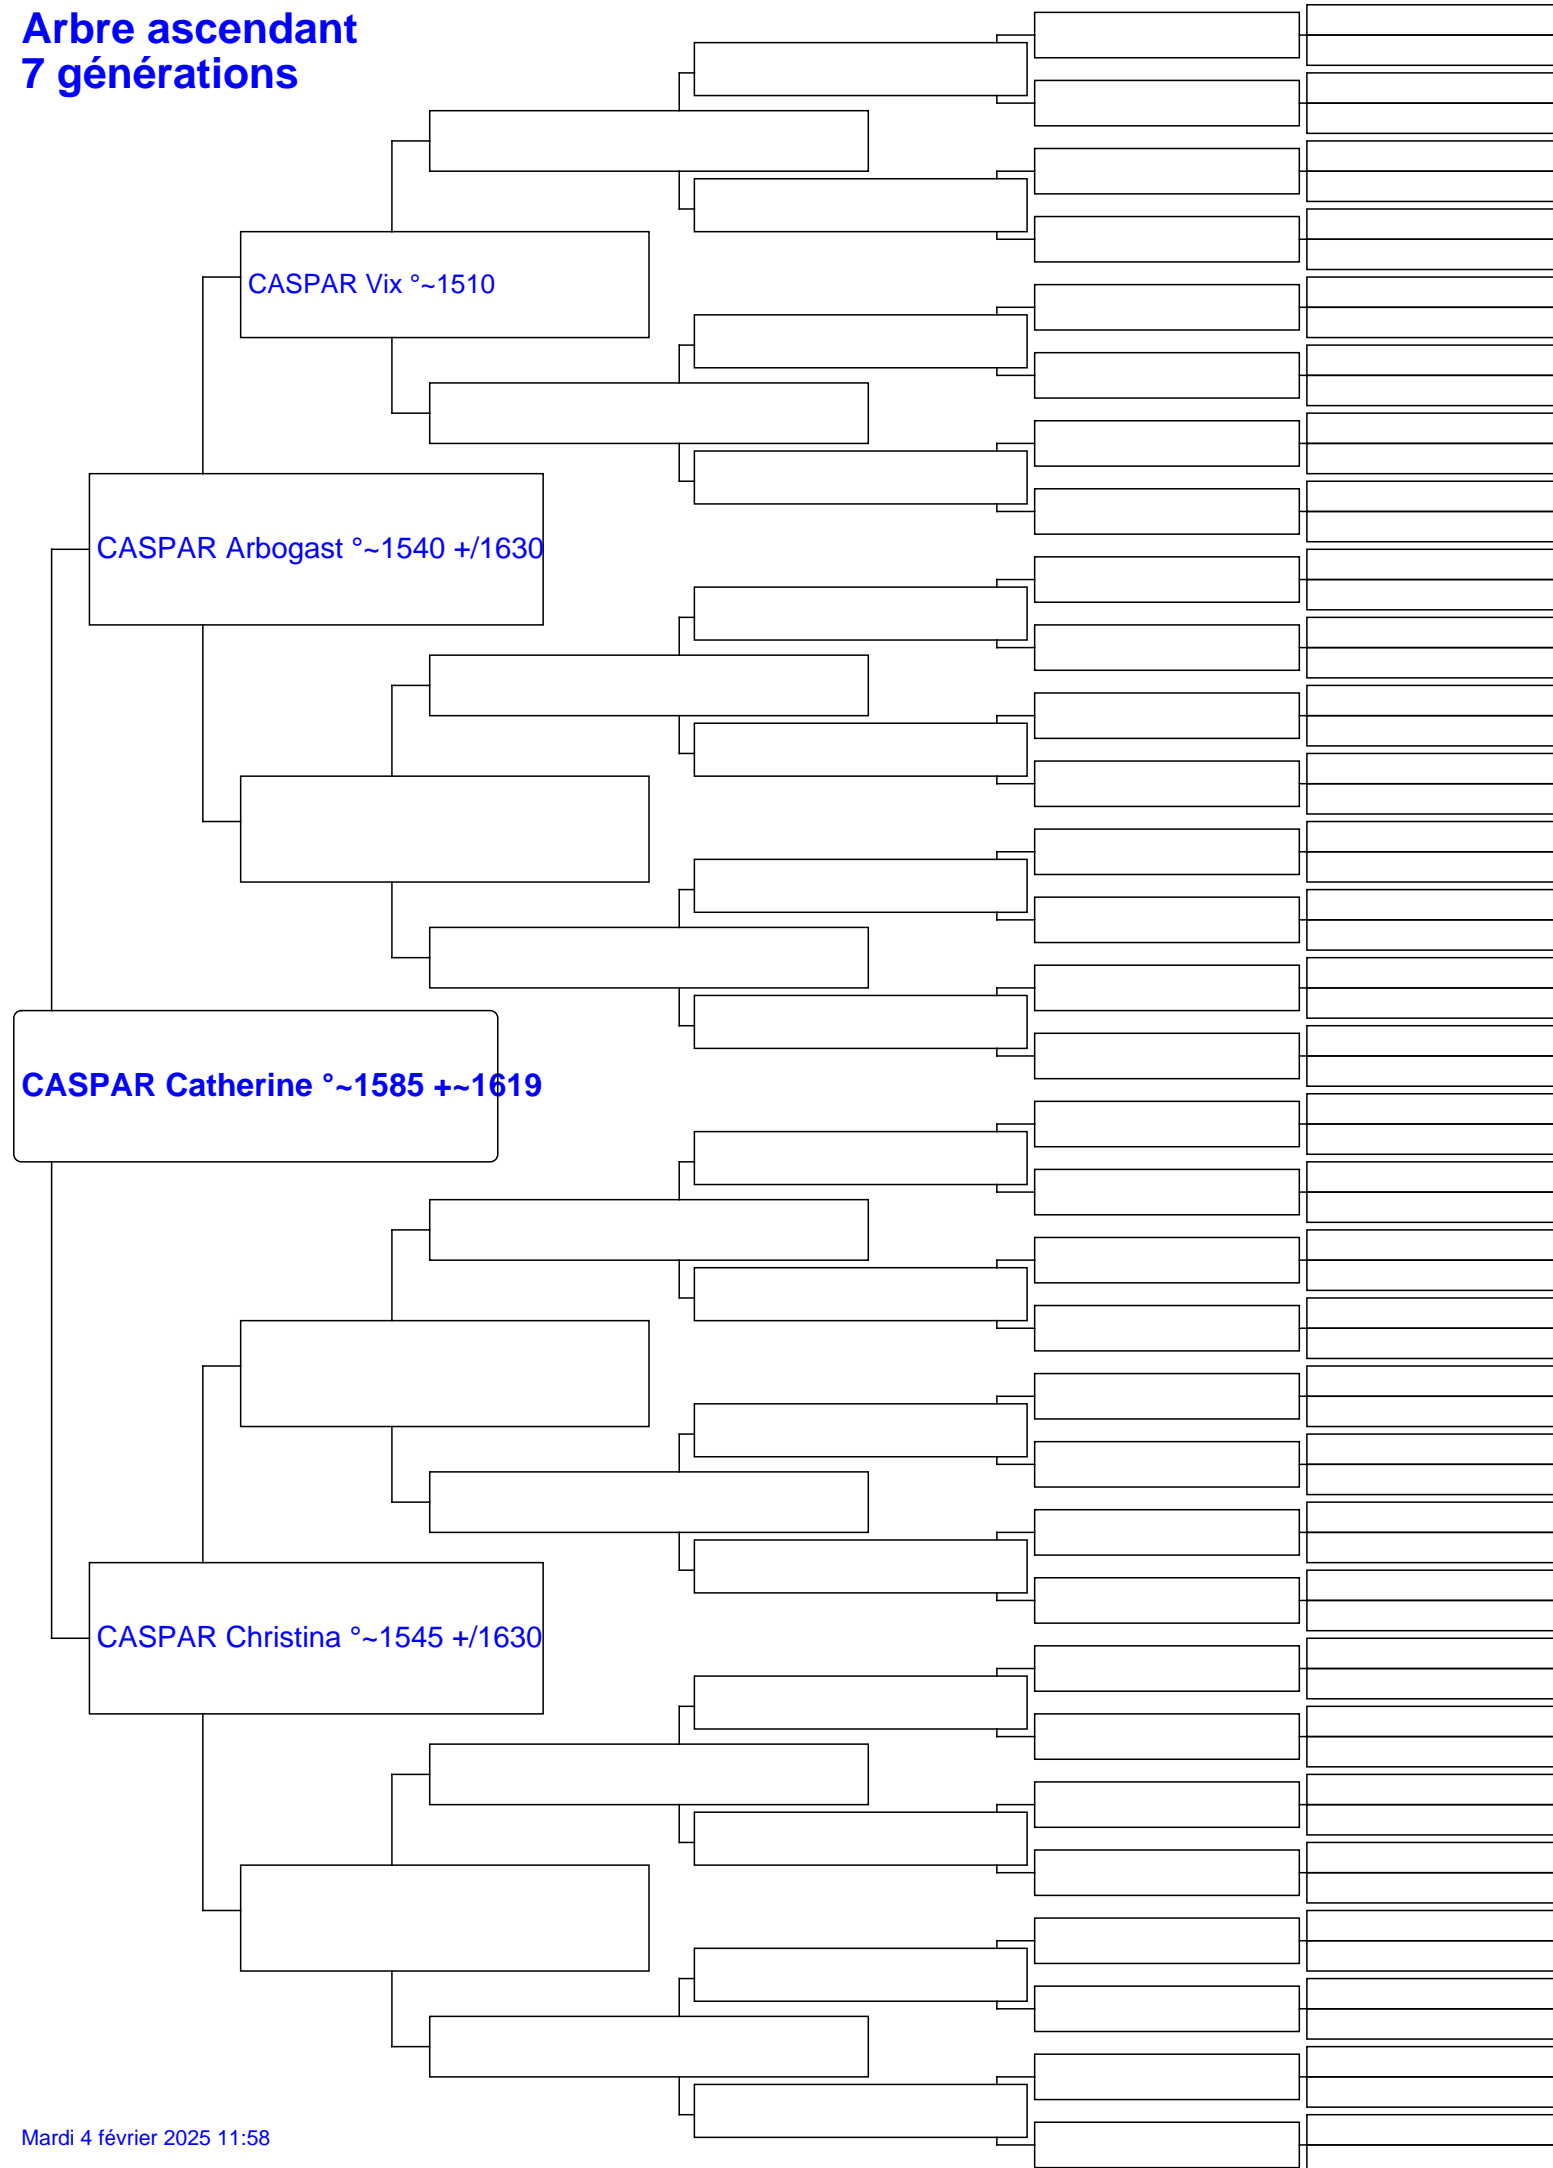 Arbre ascendant
7 générations
CASPAR Vix °~1510
CASPAR Arbogast °~1540 +/1630
CASPAR Catherine °~1585 +~1619
CASPAR Christina °~1545 +/1630
Mardi 4 février 2025 11:58